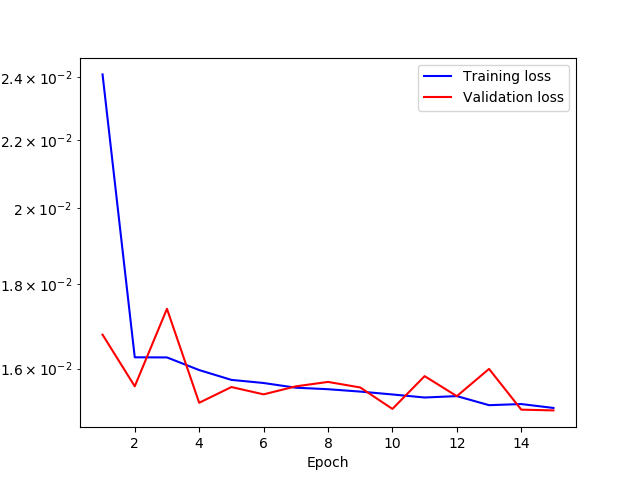 Training loss
Validation loss
2.4 × 10⁻²
2.2 × 10⁻²
2 × 10⁻²
1.8 × 10⁻²
1.6 × 10⁻²
2 4 6 8 10 12 14
Epoch